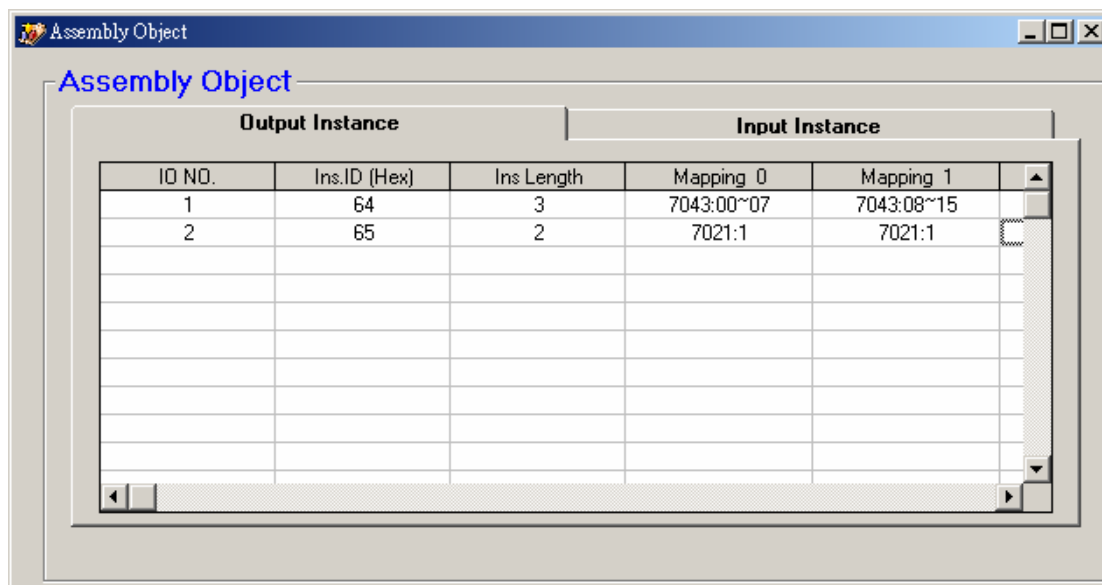 Assembly Object
Assembly Object
Output Instance Input Instance
IO NO. Ins.ID (Hex) Ins Length Mapping 0 Mapping 1
1 64 3 7043:00~07 7043:08~15
2 65 2 7021:1 7021:1